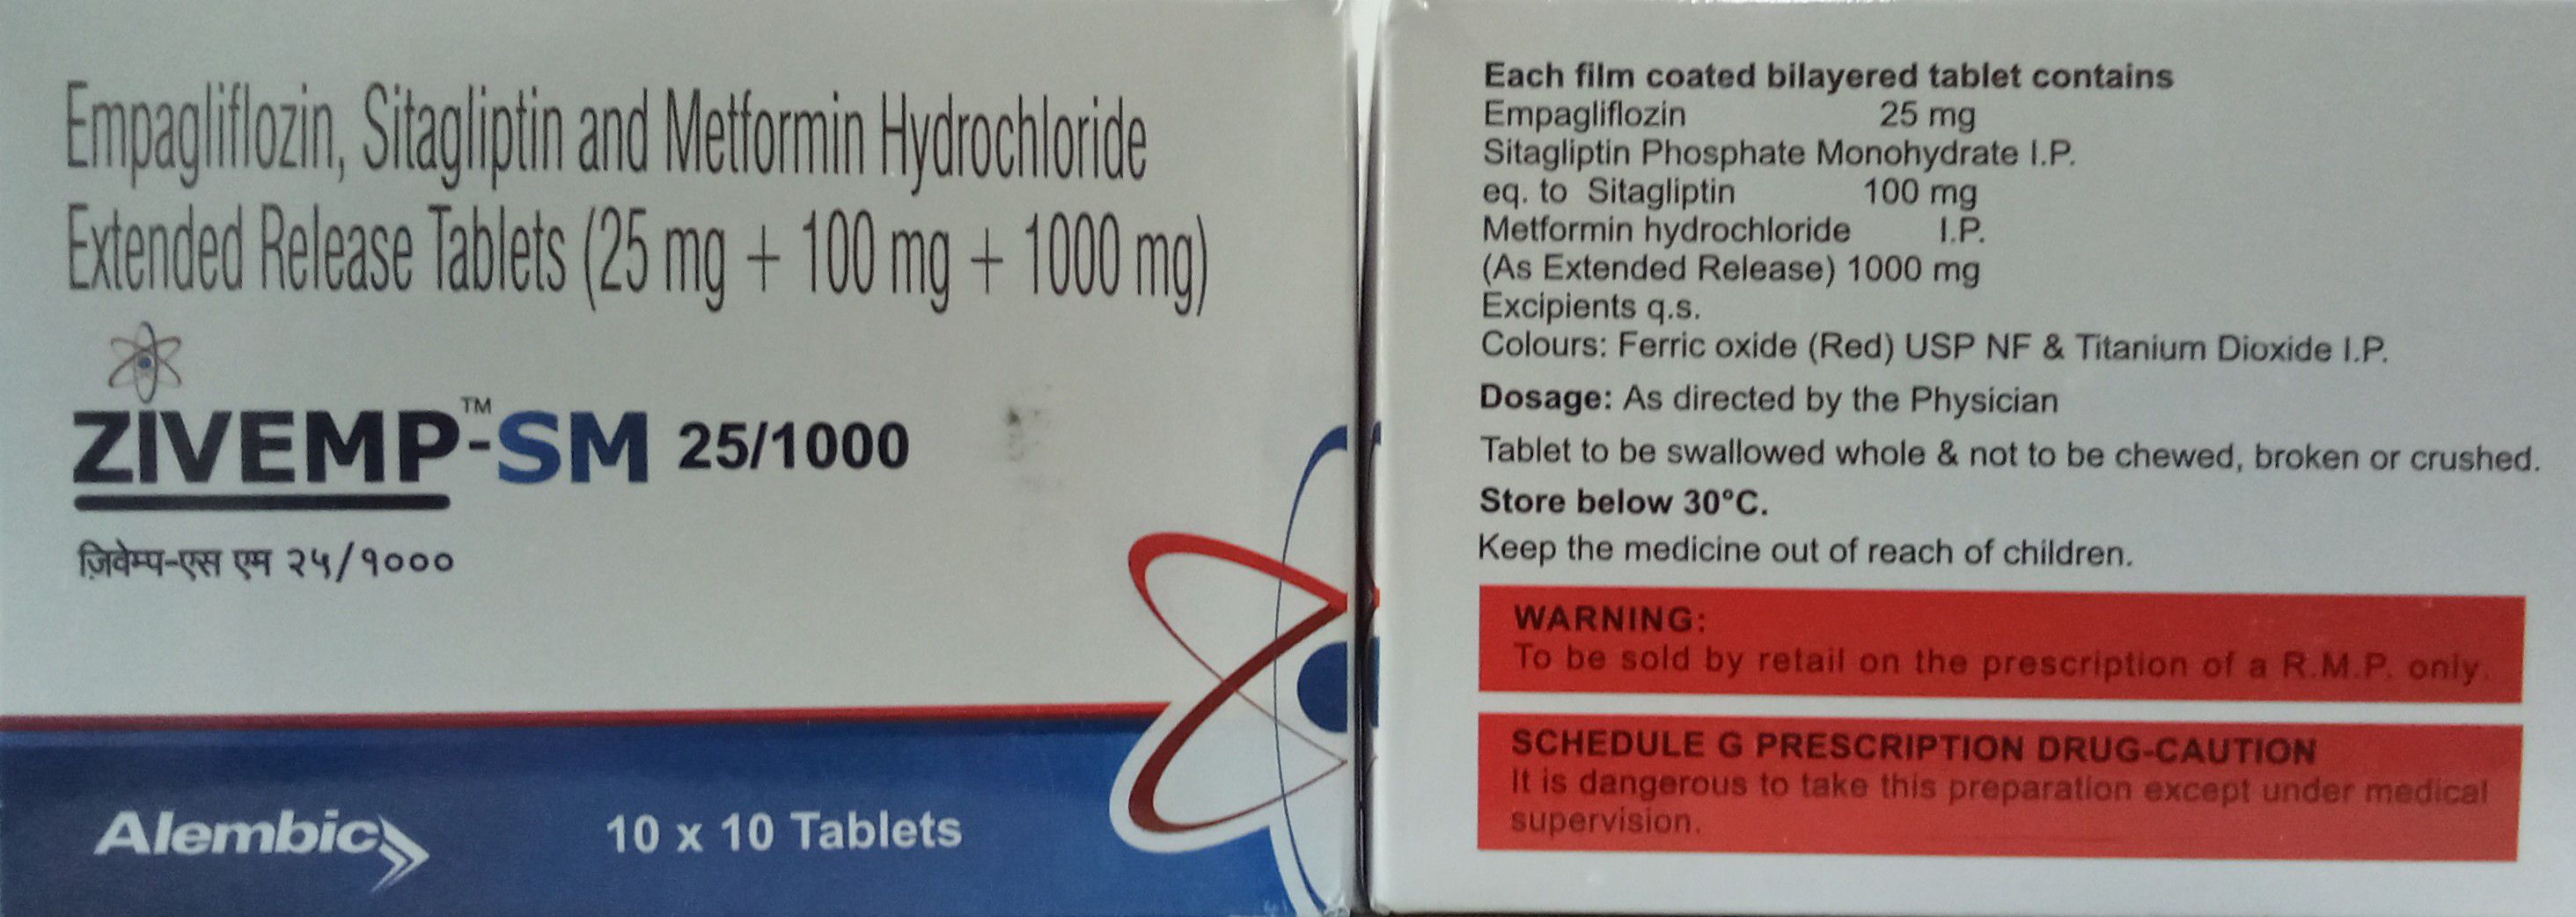 Empagliflozin, Sitagliptin and Metformin Hydrochloride
Extended Release Tablets (25 mg + 100 mg + 1000 mg)
ZIVEMP™-SM 25/1000
ज़िवेम्प-एस एम २५/१०००
Alembic
10 x 10 Tablets
Each film coated bilayered tablet contains
Empagliflozin 25 mg
Sitagliptin Phosphate Monohydrate I.P.
eq. to Sitagliptin 100 mg
Metformin hydrochloride I.P.
(As Extended Release) 1000 mg
Excipients q.s.
Colours: Ferric oxide (Red) USP NF & Titanium Dioxide I.P.
Dosage: As directed by the Physician
Tablet to be swallowed whole & not to be chewed, broken or crushed.
Store below 30°C.
Keep the medicine out of reach of children.
WARNING:
To be sold by retail on the prescription of a R.M.P. only.
SCHEDULE G PRESCRIPTION DRUG-CAUTION
It is dangerous to take this preparation except under medical
supervision.